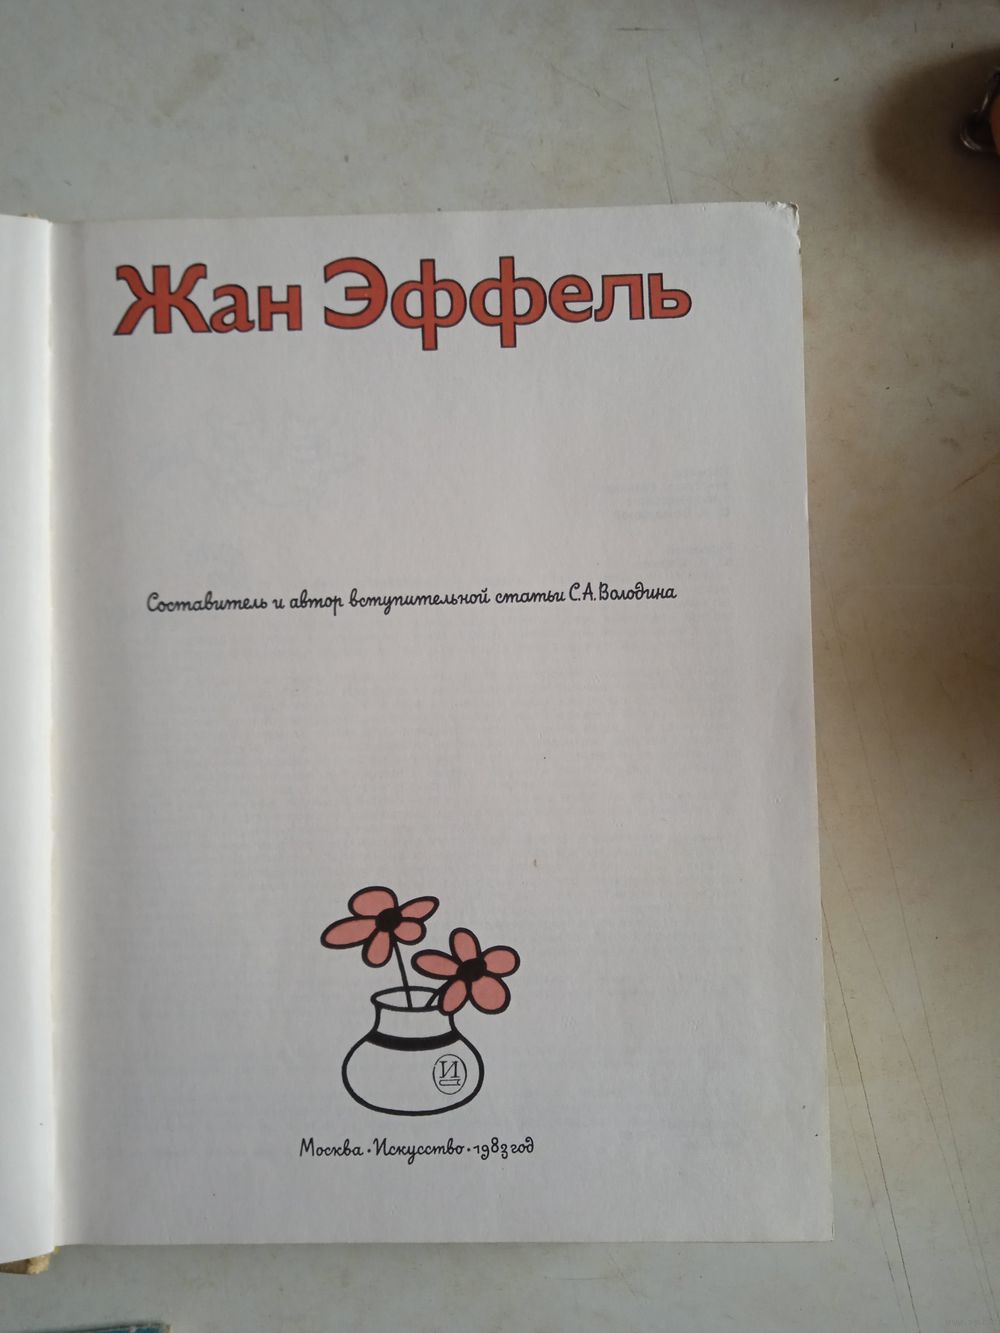 Жан Эффель
Составитель и автор вступительной статьи С.А.Володина
И
Москва•Искусство•1983 год